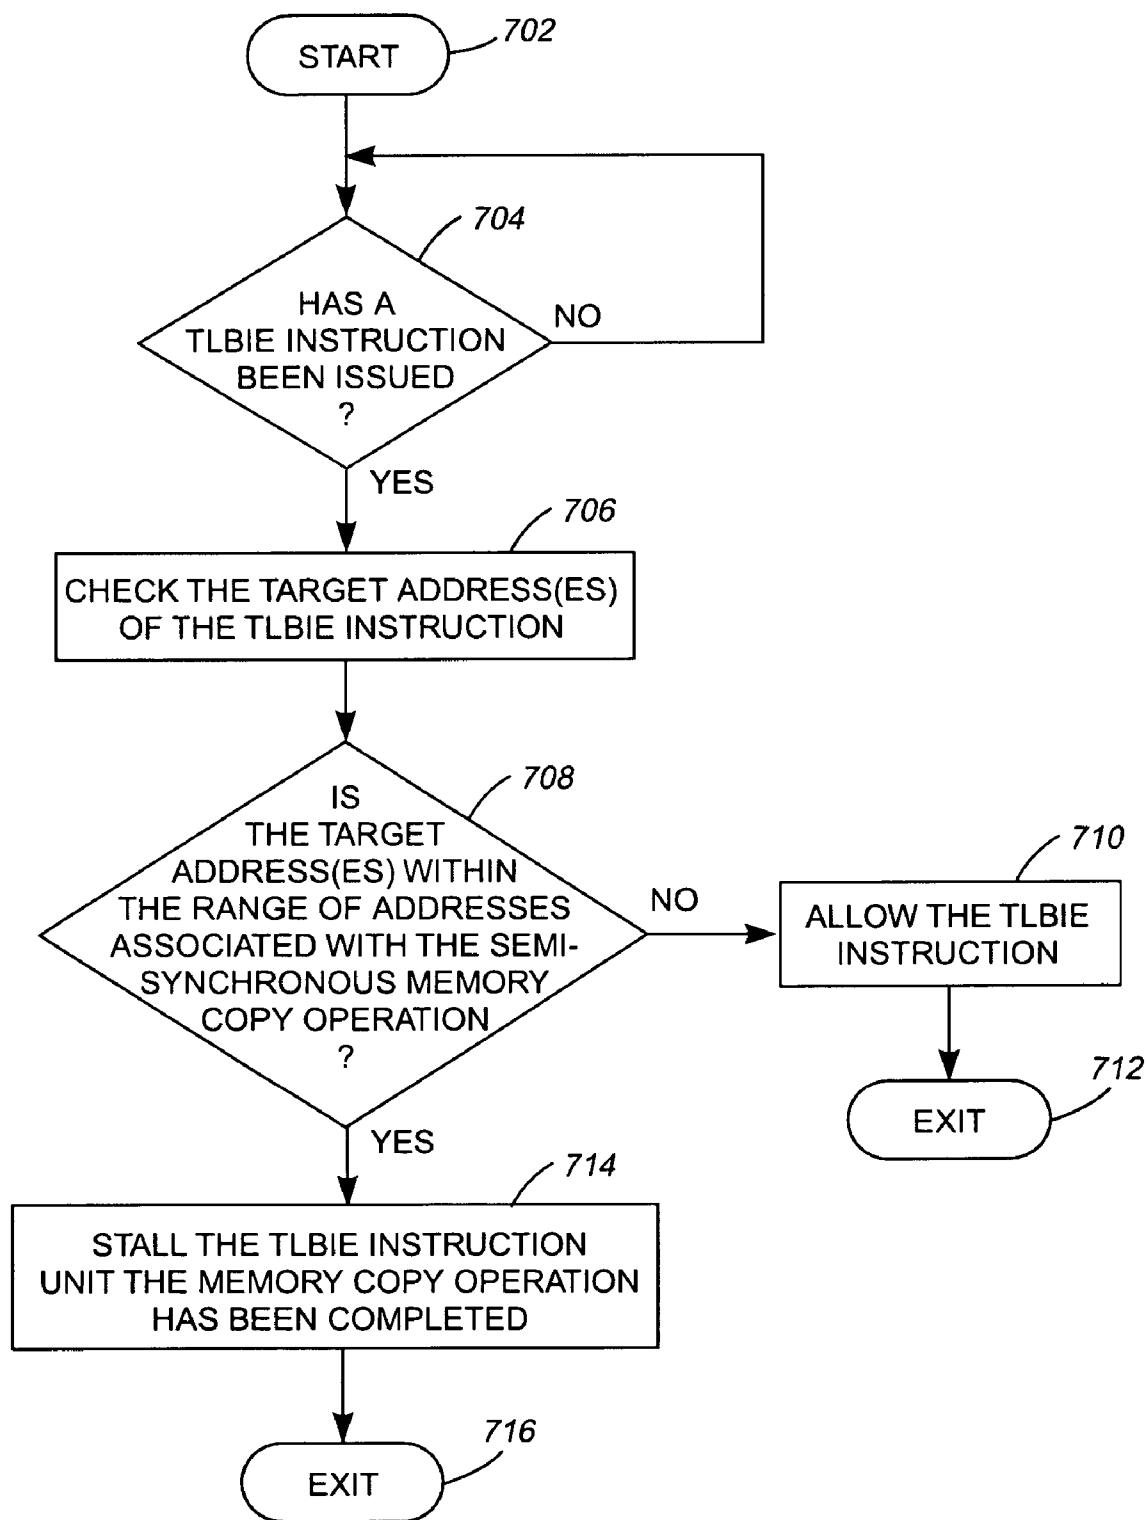 START
702
704
HAS A
TLBIE INSTRUCTION
BEEN ISSUED
?
NO
YES
706
CHECK THE TARGET ADDRESS(ES)
OF THE TLBIE INSTRUCTION
708
IS
THE TARGET
ADDRESS(ES) WITHIN
THE RANGE OF ADDRESSES
ASSOCIATED WITH THE SEMI-
SYNCHRONOUS MEMORY
COPY OPERATION
?
NO
710
ALLOW THE TLBIE
INSTRUCTION
712
EXIT
YES
714
STALL THE TLBIE INSTRUCTION
UNIT THE MEMORY COPY OPERATION
HAS BEEN COMPLETED
716
EXIT